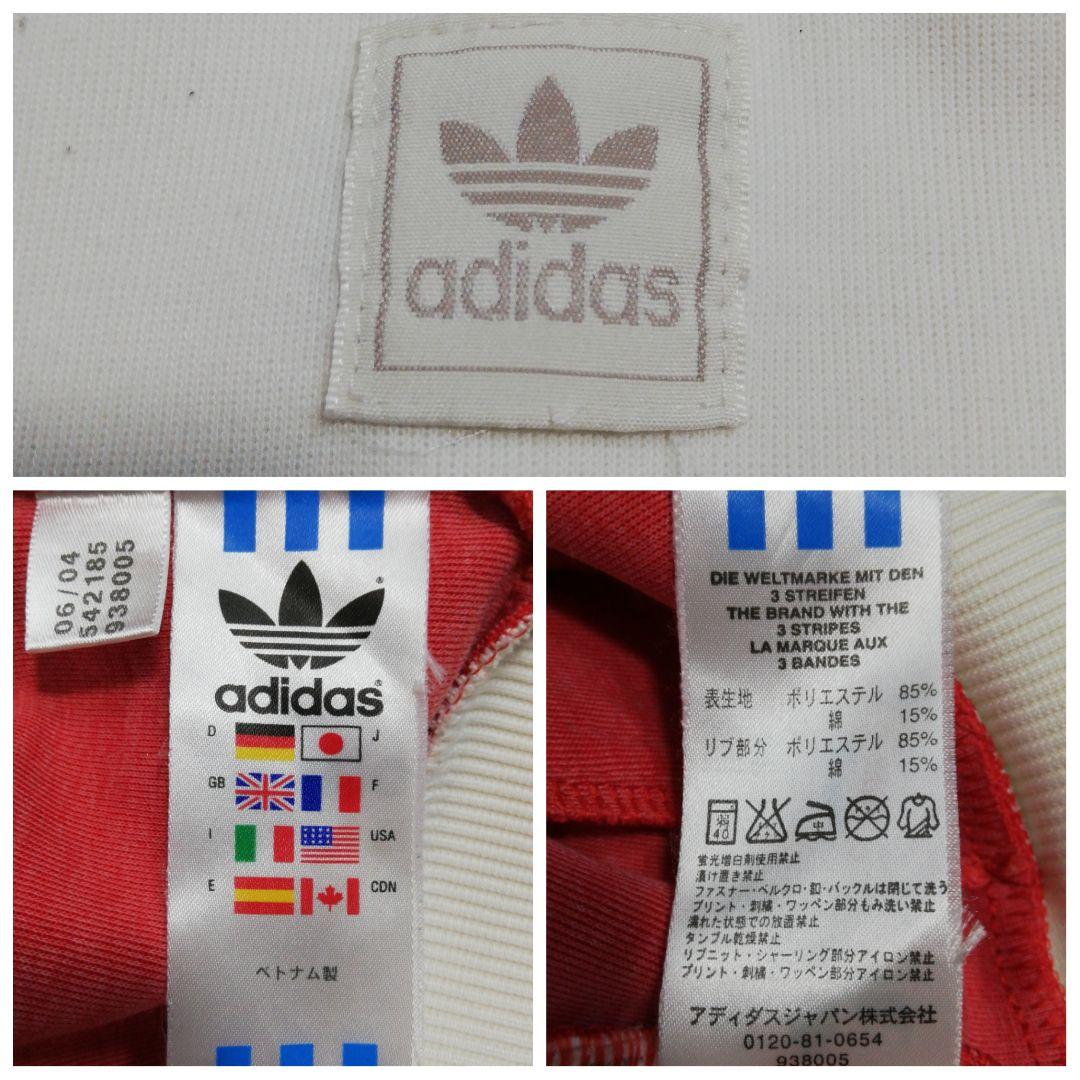 adidas
06/04
542185
938005
adidas
D J
GB F
I USA
E CDN
ベトナム製
DIE WELTMARKE MIT DEN
3 STREIFEN
THE BRAND WITH THE
3 STRIPES
LA MARQUE AUX
3 BANDES
表生地 ポリエステル 85%
綿 15%
リブ部分 ポリエステル 85%
綿 15%
弱
40
中
蛍光増白剤使用禁止
漬け置き禁止
ファスナー・ベルクロ・釦・バックルは閉じて洗う
プリント・刺繍・ワッペン部分もみ洗い禁止
濡れた状態での放置禁止
タンブル乾燥禁止
リブニット・シャーリング部分アイロン禁止
プリント・刺繍・ワッペン部分アイロン禁止
アディダスジャパン株式会社
0120-81-0654
938005